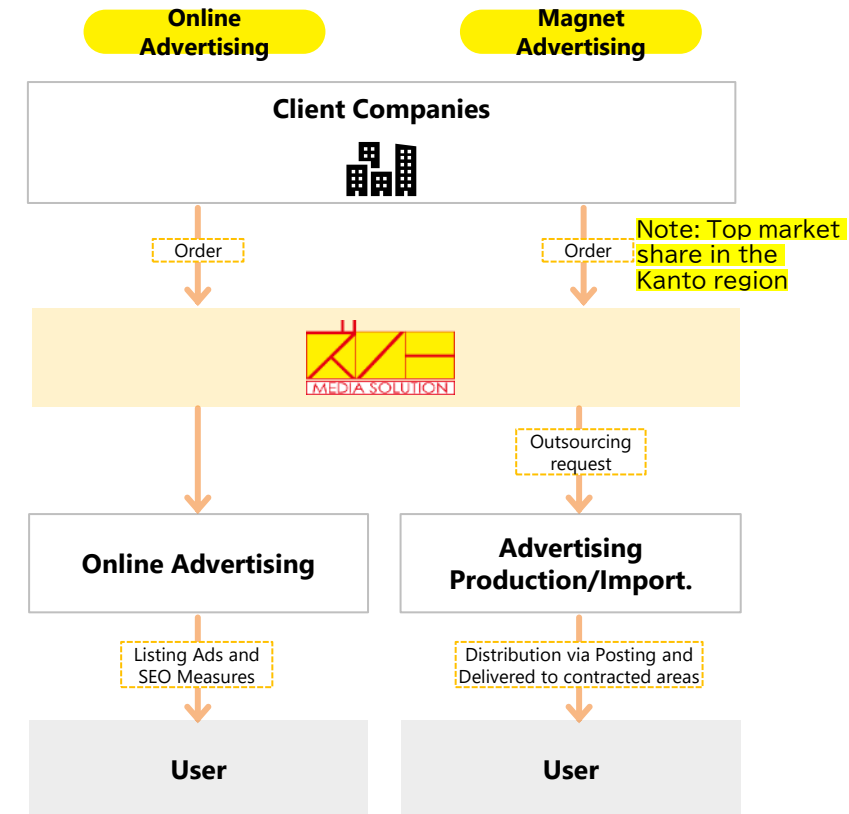 Online
Advertising
Magnet
Advertising
Client Companies
Order
Order
Note: Top market
share in the
Kanto region
MEDIA SOLUTION
Outsourcing
request
Online Advertising
Advertising
Production/Import.
Listing Ads and
SEO Measures
Distribution via Posting and
Delivered to contracted areas
User
User